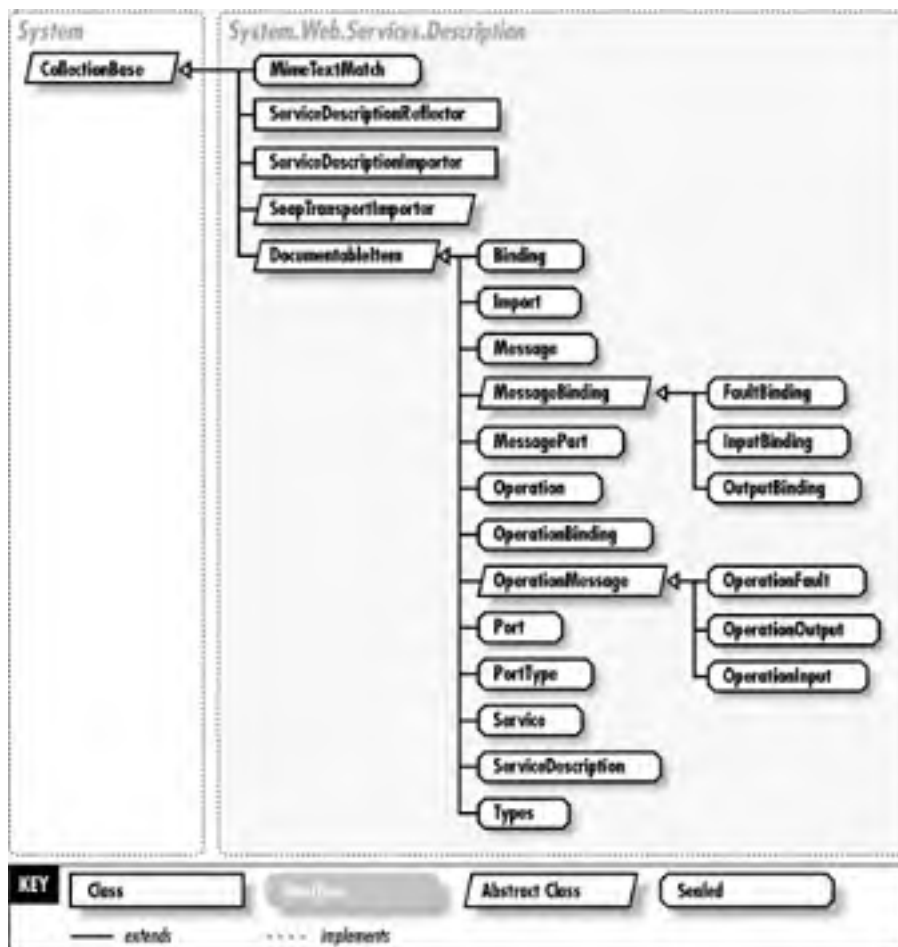 System
System.Web.Services.Description
CollectionBase
MimeTextMatch
ServiceDescriptionReflector
ServiceDescriptionImporter
SoapTransportImporter
DocumentableItem
Binding
Import
Message
MessageBinding
FaultBinding
MessagePart
InputBinding
Operation
OutputBinding
OperationBinding
OperationMessage
OperationFault
Port
OperationOutput
PortType
OperationInput
Service
ServiceDescription
Types
KEY
Class
Abstract Class
Sealed
extends
implements